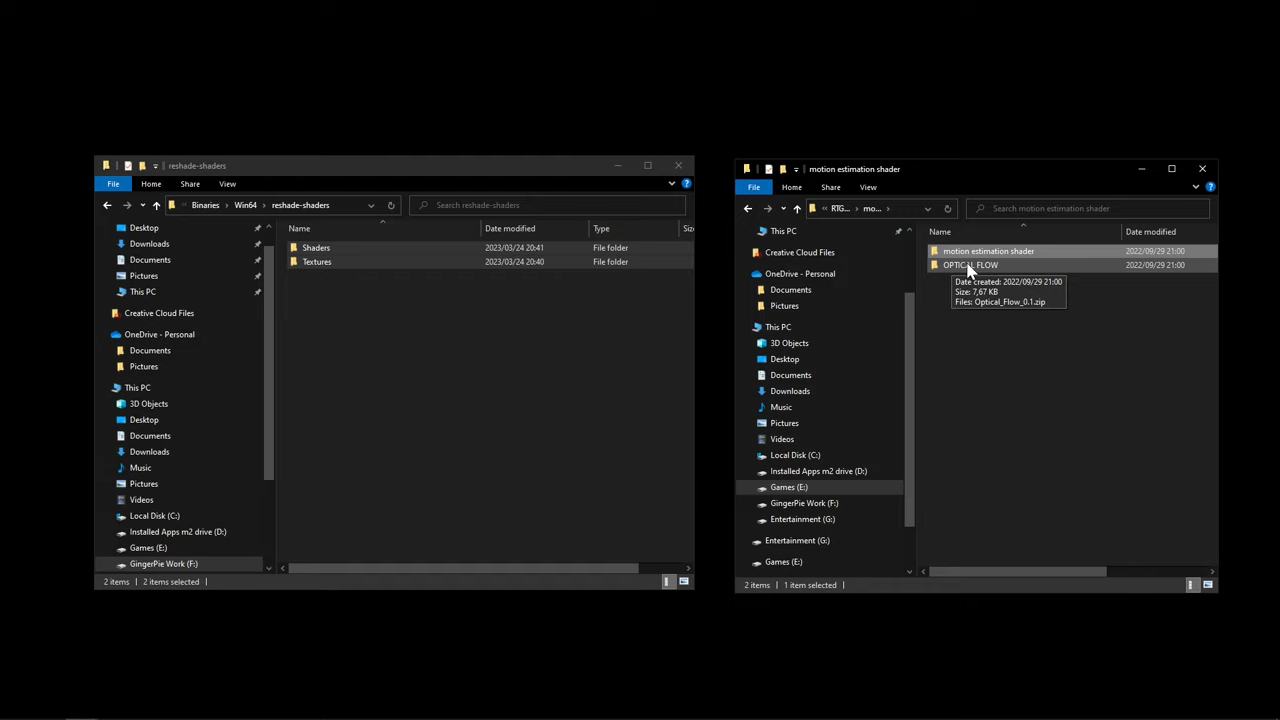 reshade-shaders
File Home Share View
Binaries Win64 reshade-shaders Search reshade-shaders
Name Date modified Type Size
Desktop
Downloads
Documents
Pictures
This PC
Creative Cloud Files
OneDrive - Personal
Documents
Pictures
This PC
3D Objects
Desktop
Documents
Downloads
Music
Pictures
Videos
Local Disk (C:)
Installed Apps m2 drive (D:)
Games (E:)
GingerPie Work (F:)
Shaders 2023/03/24 20:41 File folder
Textures 2023/03/24 20:40 File folder
2 items 2 items selected
motion estimation shader
File Home Share View
« RTG... mo... Search motion estimation shader
Name Date modified
This PC
Creative Cloud Files
OneDrive - Personal
Documents
Pictures
This PC
3D Objects
Desktop
Documents
Downloads
Music
Pictures
Videos
Local Disk (C:)
Installed Apps m2 drive (D:)
Games (E:)
GingerPie Work (F:)
Entertainment (G:)
Entertainment (G:)
Games (E:)
motion estimation shader 2022/09/29 21:00
OPTICAL FLOW 2022/09/29 21:00
Date created: 2022/09/29 21:00
Size: 7,67 KB
Files: Optical_Flow_0.1.zip
2 items 1 item selected